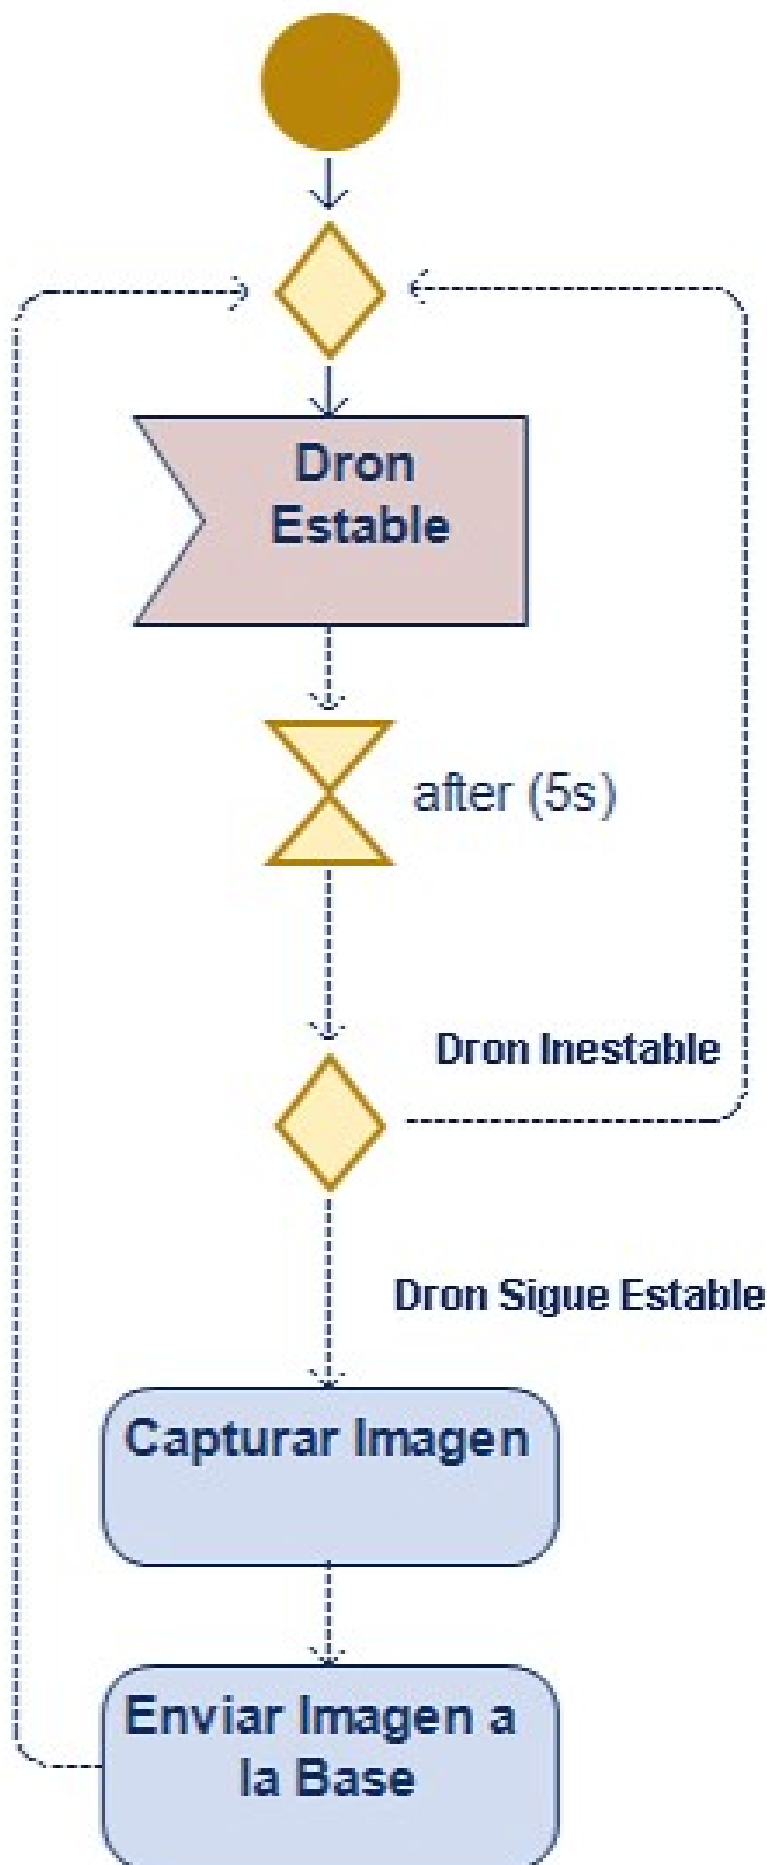 Dron
Estable
after (5s)
Dron Inestable
Dron Sigue Estable
Capturar Imagen
Enviar Imagen a
la Base